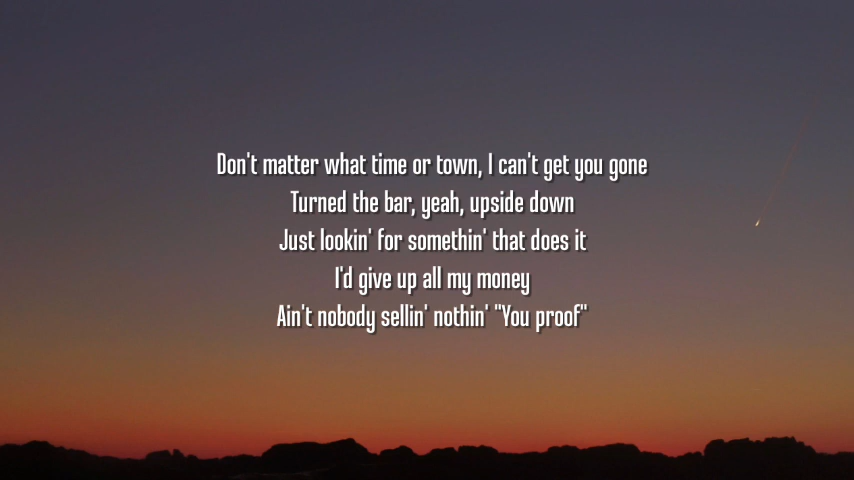 Don't matter what time or town, I can't get you gone
Turned the bar, yeah, upside down
Just lookin' for somethin' that does it
I'd give up all my money
Ain't nobody sellin' nothin' "You proof"